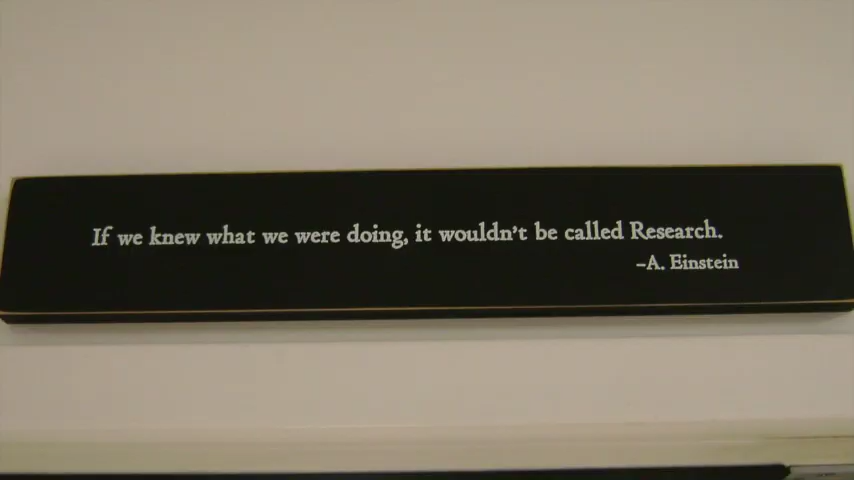 If we knew what we were doing, it wouldn't be called Research.
–A. Einstein